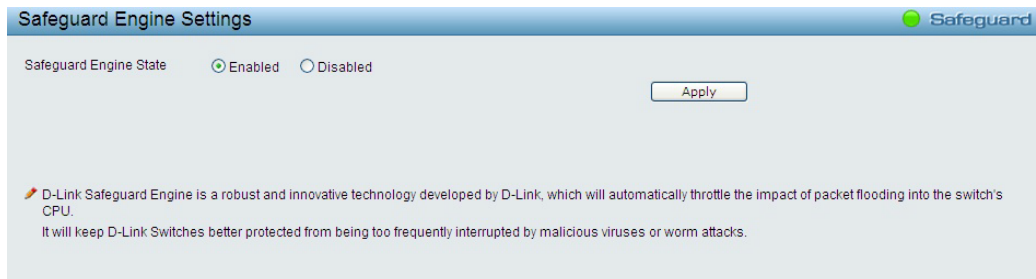 Safeguard Engine Settings
Safeguard
Safeguard Engine State Enabled Disabled
Apply
D-Link Safeguard Engine is a robust and innovative technology developed by D-Link, which will automatically throttle the impact of packet flooding into the switch's
CPU.
It will keep D-Link Switches better protected from being too frequently interrupted by malicious viruses or worm attacks.